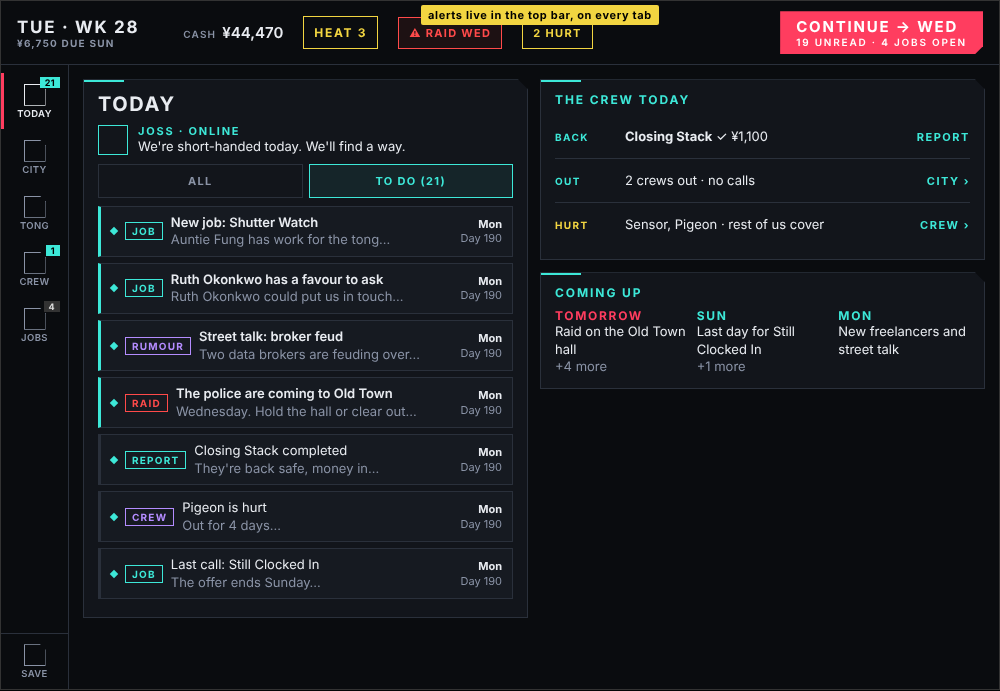 TUE · WK 28
¥6,750 DUE SUN
CASH ¥44,470
HEAT 3
alerts live in the top bar, on every tab
⚠ RAID WED
2 HURT
CONTINUE → WED
19 UNREAD · 4 JOBS OPEN
21
TODAY
CITY
TONG
1
CREW
4
JOBS
SAVE
TODAY
JOSS · ONLINE
We're short-handed today. We'll find a way.
ALL
TO DO (21)
JOB
New job: Shutter Watch
Auntie Fung has work for the tong...
Mon
Day 190
JOB
Ruth Okonkwo has a favour to ask
Ruth Okonkwo could put us in touch...
Mon
Day 190
RUMOUR
Street talk: broker feud
Two data brokers are feuding over...
Mon
Day 190
RAID
The police are coming to Old Town
Wednesday. Hold the hall or clear out...
Mon
Day 190
REPORT
Closing Stack completed
They're back safe, money in...
Mon
Day 190
CREW
Pigeon is hurt
Out for 4 days...
Mon
Day 190
JOB
Last call: Still Clocked In
The offer ends Sunday...
Mon
Day 190
THE CREW TODAY
BACK
Closing Stack ✓ ¥1,100
REPORT
OUT
2 crews out · no calls
CITY ›
HURT
Sensor, Pigeon · rest of us cover
CREW ›
COMING UP
TOMORROW
Raid on the Old Town
hall
+4 more
SUN
Last day for Still
Clocked In
+1 more
MON
New freelancers and
street talk